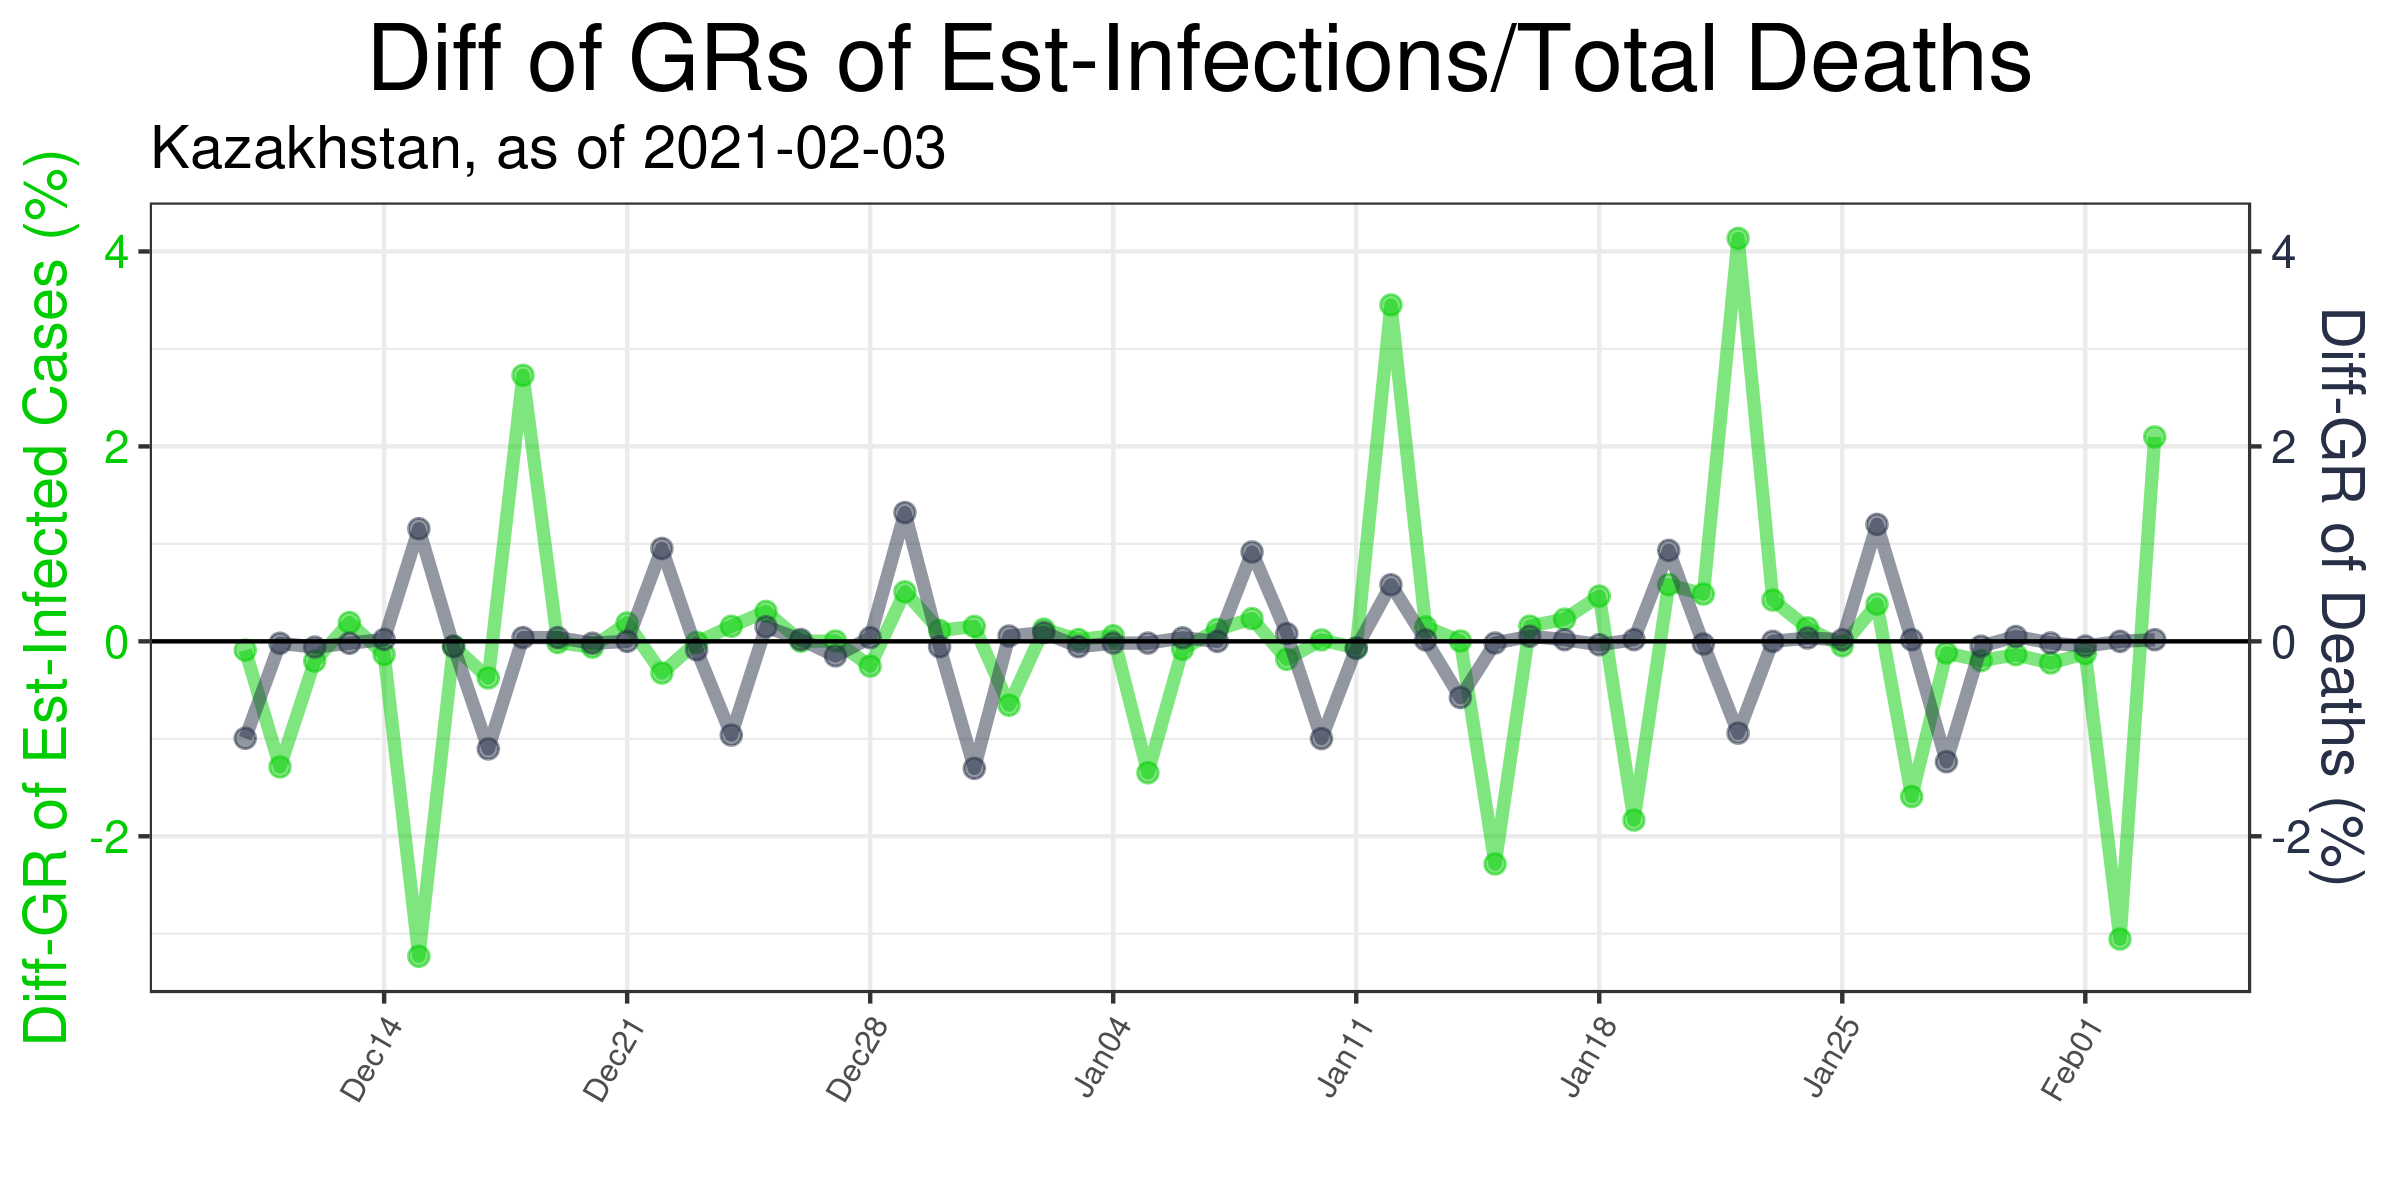 Diff of GRs of Est-Infections/Total Deaths
Kazakhstan, as of 2021-02-03
Diff-GR of Est-Infected Cases (%)
4
2
0
-2
4
2
0
-2
Diff-GR of Deaths (%)
Dec14
Dec21
Dec28
Jan04
Jan11
Jan18
Jan25
Feb01